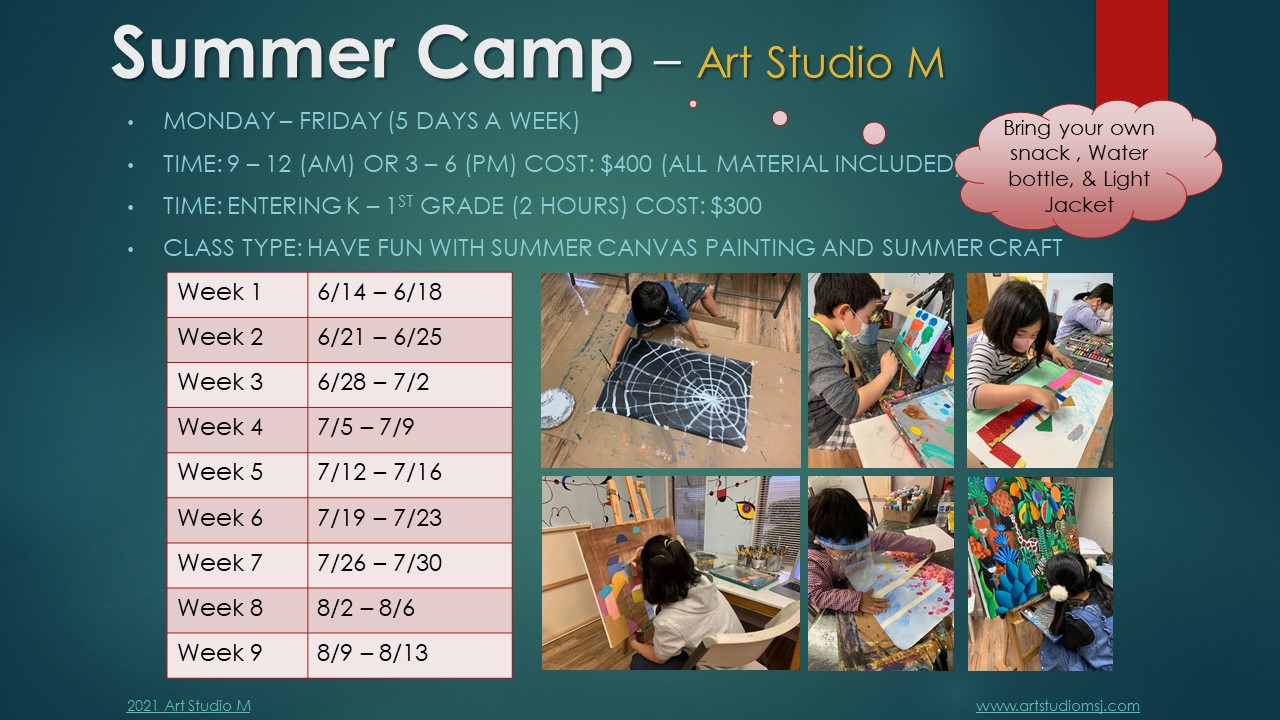 Summer Camp – Art Studio M
• MONDAY – FRIDAY (5 DAYS A WEEK)
• TIME: 9 – 12 (AM) OR 3 – 6 (PM) COST: $400 (ALL MATERIAL INCLUDED)
• TIME: ENTERING K – 1ST GRADE (2 HOURS) COST: $300
• CLASS TYPE: HAVE FUN WITH SUMMER CANVAS PAINTING AND SUMMER CRAFT
Bring your own
snack , Water
bottle, & Light
Jacket
Week 1 6/14 – 6/18
Week 2 6/21 – 6/25
Week 3 6/28 – 7/2
Week 4 7/5 – 7/9
Week 5 7/12 – 7/16
Week 6 7/19 – 7/23
Week 7 7/26 – 7/30
Week 8 8/2 – 8/6
Week 9 8/9 – 8/13
2021 Art Studio M
www.artstudiomsj.com